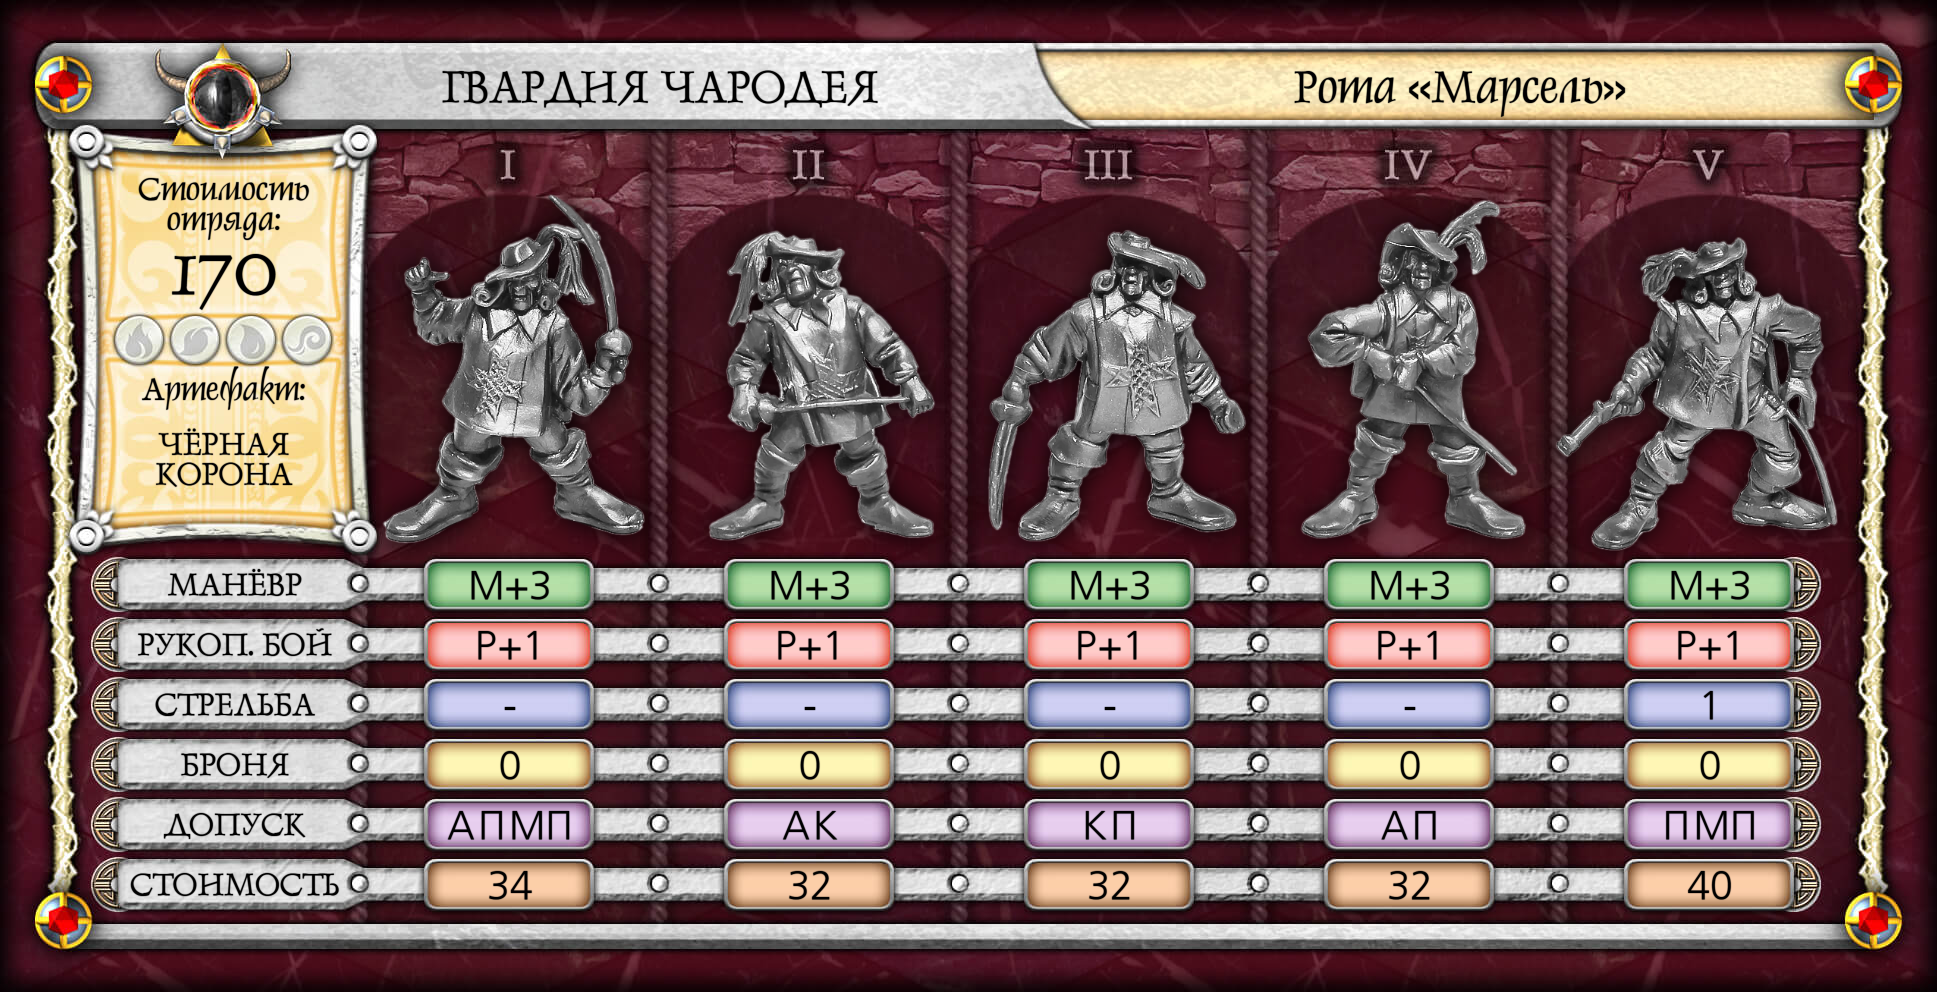 ГВАРДИЯ ЧАРОДЕЯ
Рота «Марсель»
Стоимость
отряда:
170
Артефакт:
ЧЁРНАЯ
КОРОНА
I II III IV V
МАНЁВР М+3 М+3 М+3 М+3 М+3
РУКОП. БОЙ Р+1 Р+1 Р+1 Р+1 Р+1
СТРЕЛЬБА - - - - 1
БРОНЯ 0 0 0 0 0
ДОПУСК АПМП АК КП АП ПМП
СТОИМОСТЬ 34 32 32 32 40